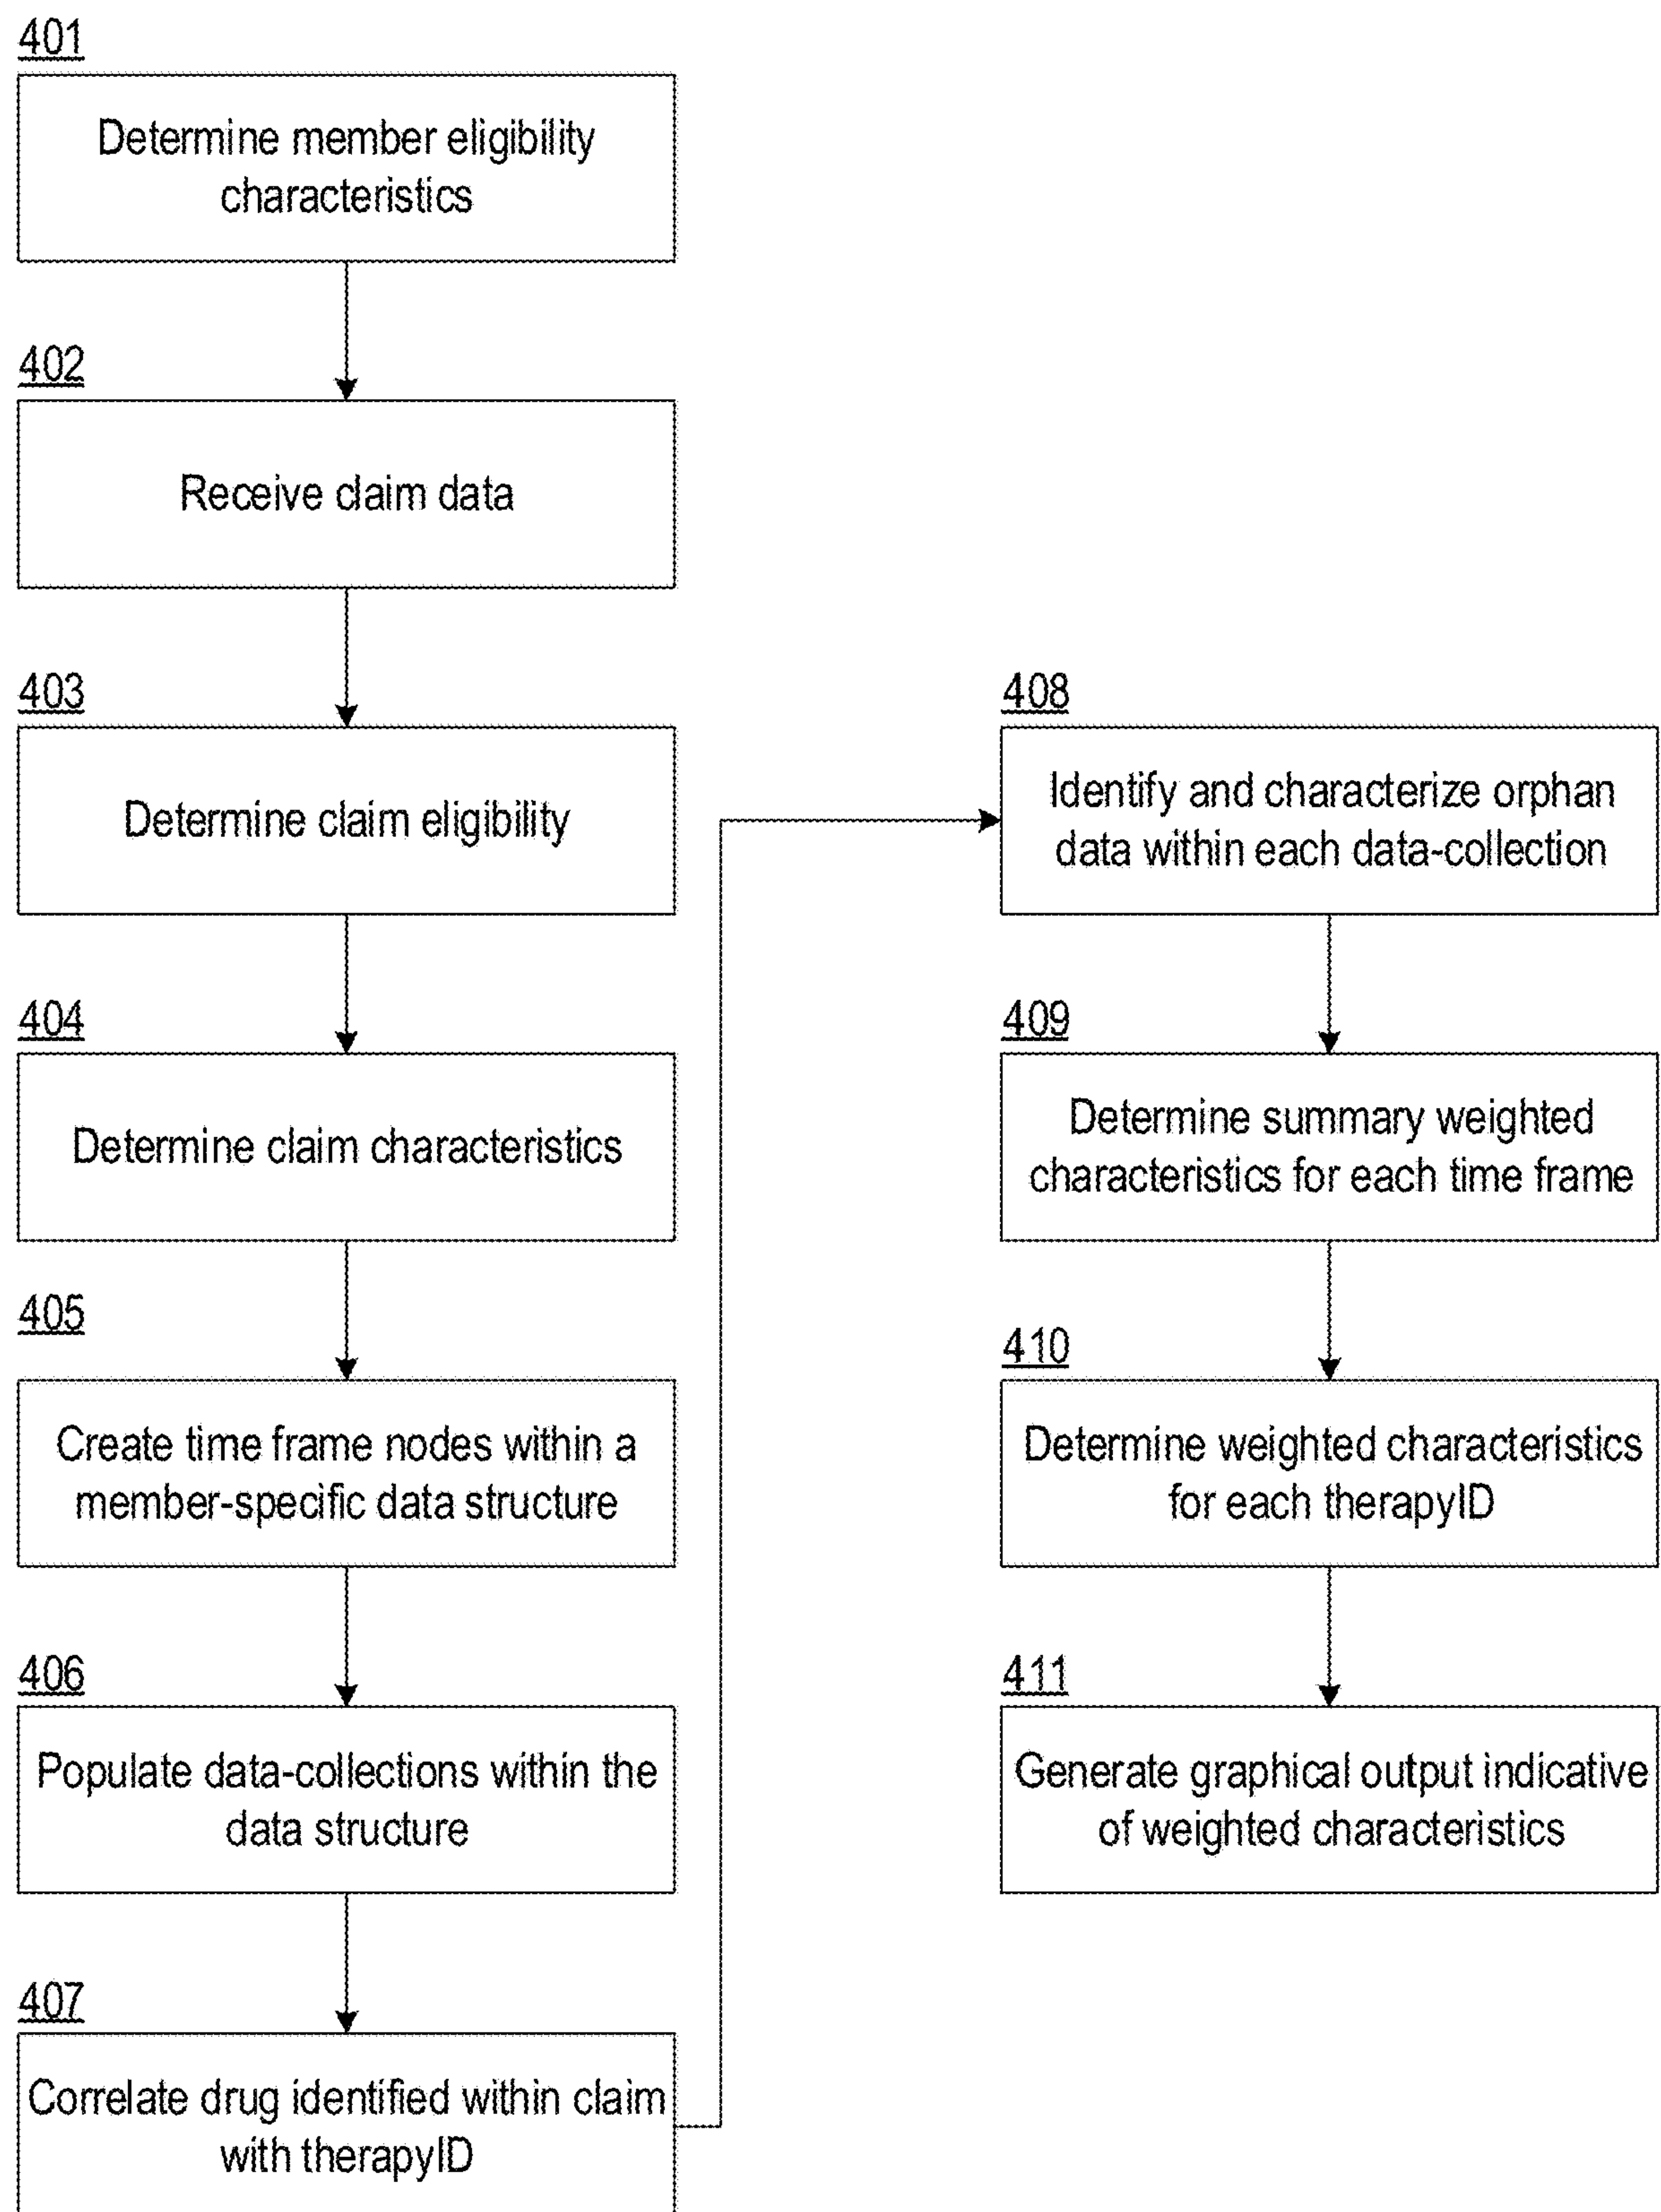 401
Determine member eligibility
characteristics
402
Receive claim data
403
Determine claim eligibility
404
Determine claim characteristics
405
Create time frame nodes within a
member-specific data structure
406
Populate data-collections within the
data structure
407
Correlate drug identified within claim
with therapyID
408
Identify and characterize orphan
data within each data-collection
409
Determine summary weighted
characteristics for each time frame
410
Determine weighted characteristics
for each therapyID
411
Generate graphical output indicative
of weighted characteristics